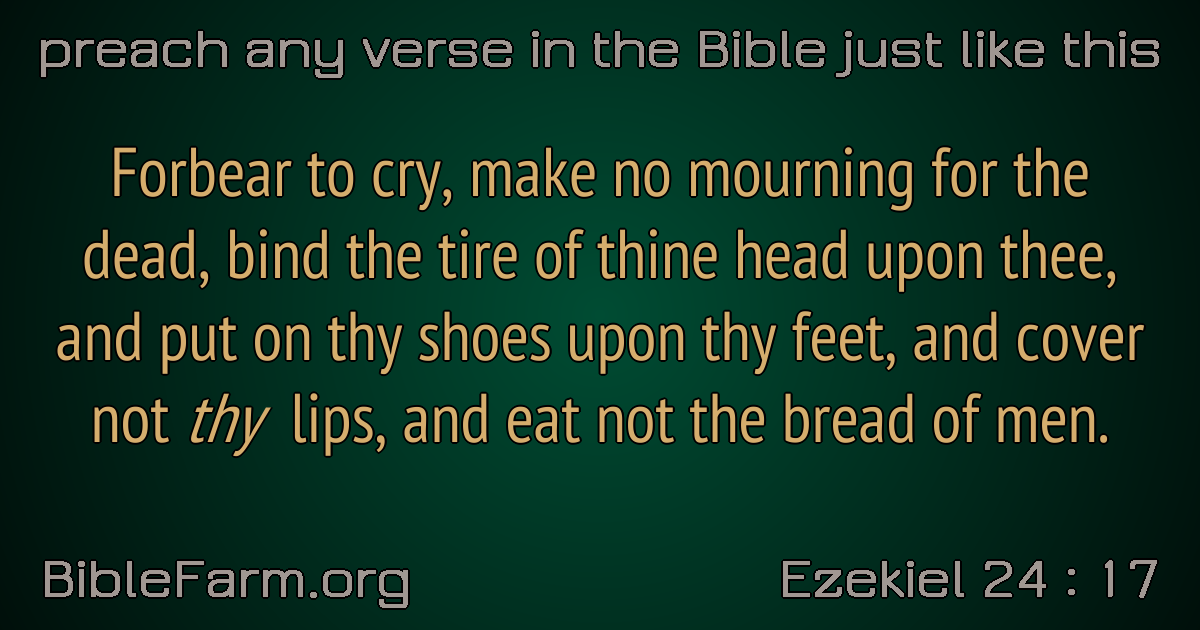 preach any verse in the Bible just like this
Forbear to cry, make no mourning for the
dead, bind the tire of thine head upon thee,
and put on thy shoes upon thy feet, and cover
not thy lips, and eat not the bread of men.
BibleFarm.org
Ezekiel 24 : 17